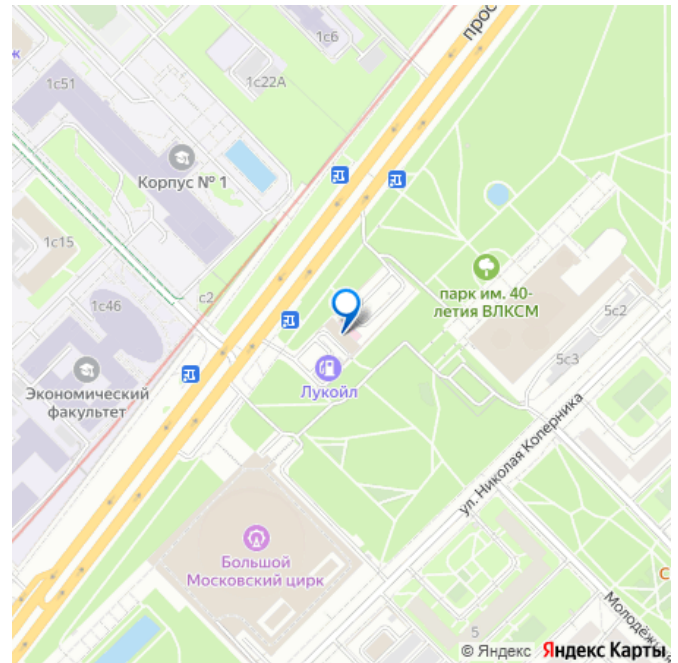 1с6
прос
ж
1с51
1с22А
Корпус № 1
1с15
парк им. 40-
летия ВЛКСМ
с2
1с46
5с2
5с3
Лукойл
Экономический
факультет
ул. Николая Коперника
Большой
Московский цирк
С
5
Молодёжн
© Яндекс Яндекс Карты